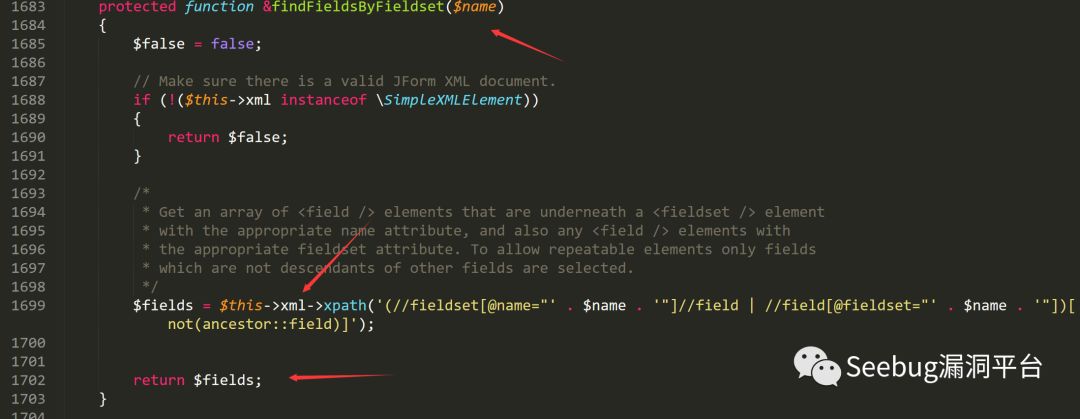 1683 protected function &findFieldsByFieldset($name)
1684 {
1685 $false = false;
1686
1687 // Make sure there is a valid JForm XML document.
1688 if (!($this->xml instanceof \SimpleXMLElement))
1689 {
1690 return $false;
1691 }
1692
1693 /*
1694 * Get an array of <field /> elements that are underneath a <fieldset /> element
1695 * with the appropriate name attribute, and also any <field /> elements with
1696 * the appropriate fieldset attribute. To allow repeatable elements only fields
1697 * which are not descendants of other fields are selected.
1698 */
1699 $fields = $this->xml->xpath('(//fieldset[@name="' . $name . '"]//field | //field[@fieldset="' . $name . '"])[
not(ancestor::field)]');
1700
1701
1702 return $fields;
1703 }
1704
Seebug漏洞平台